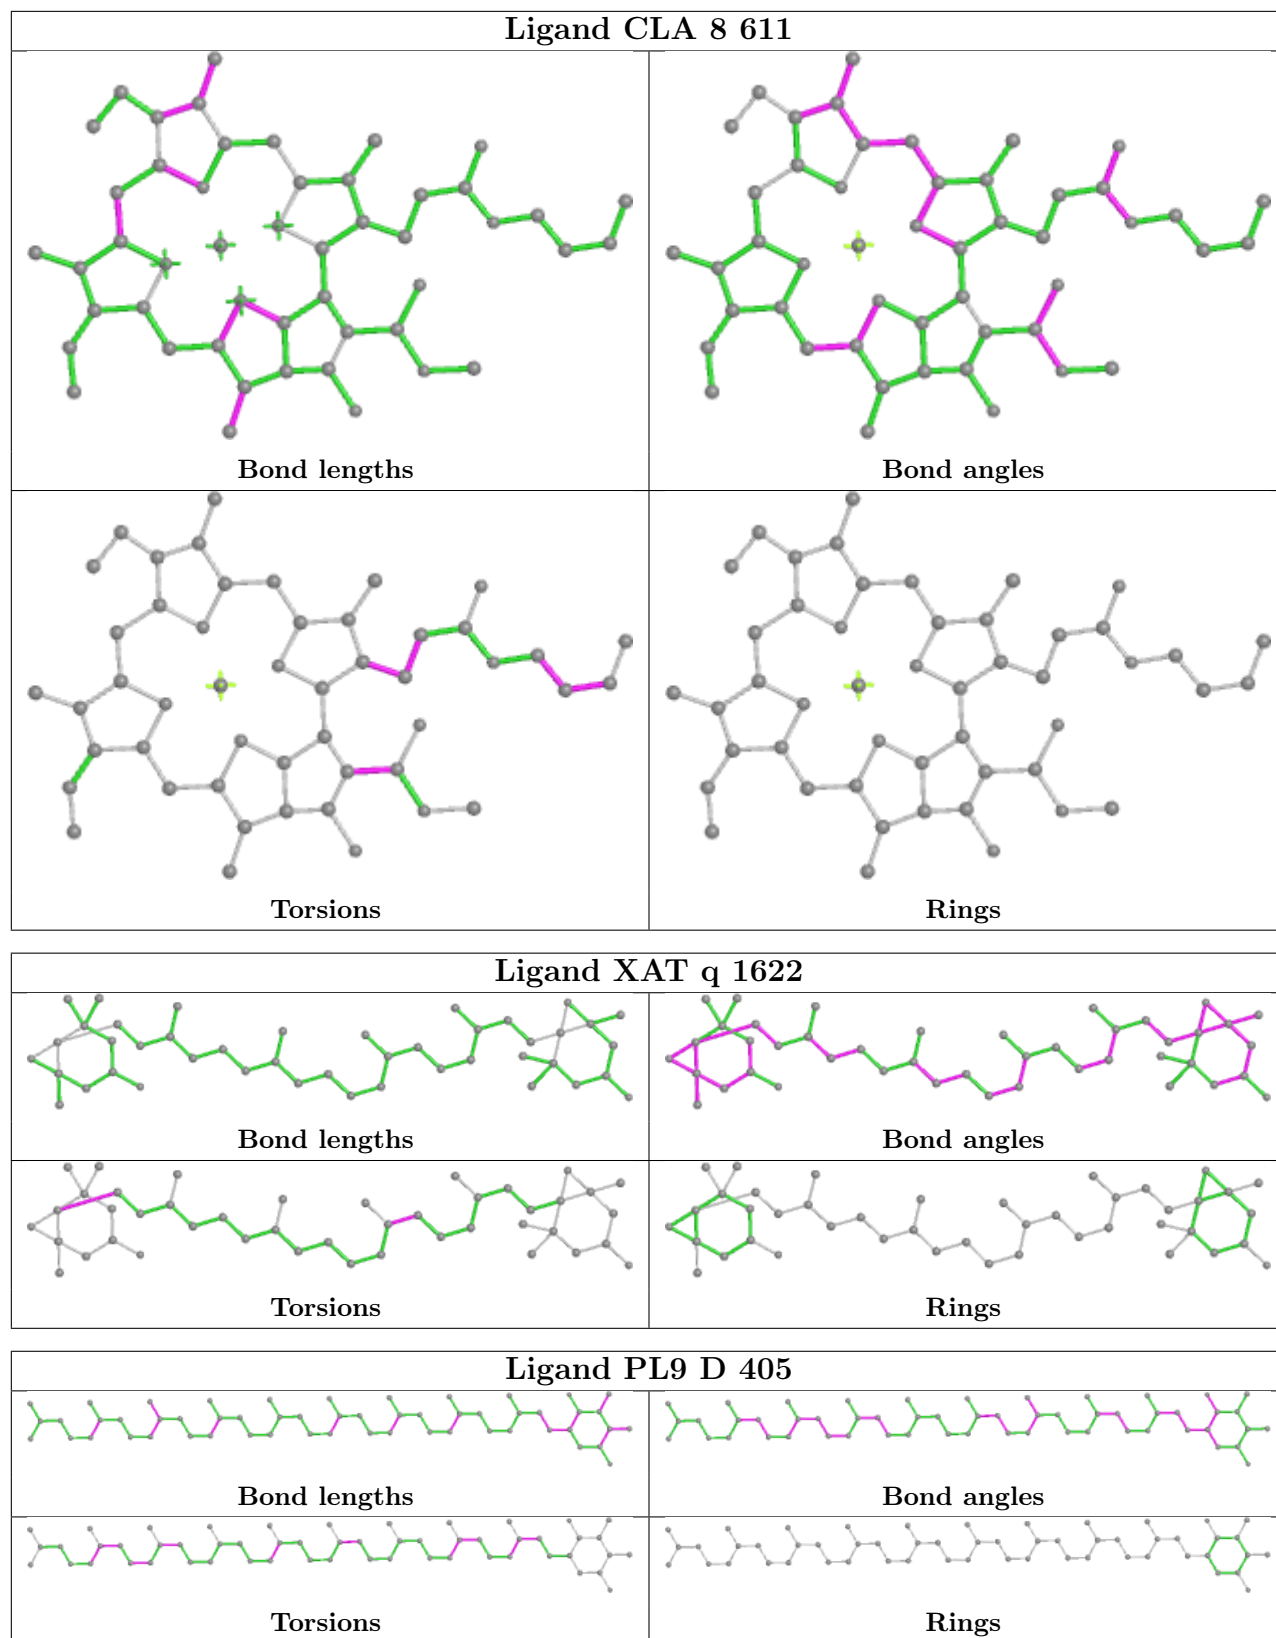 Ligand CLA 8 611
Bond lengths
Bond angles
Torsions
Rings
Ligand XAT q 1622
Bond lengths
Bond angles
Torsions
Rings
Ligand PL9 D 405
Bond lengths
Bond angles
Torsions
Rings